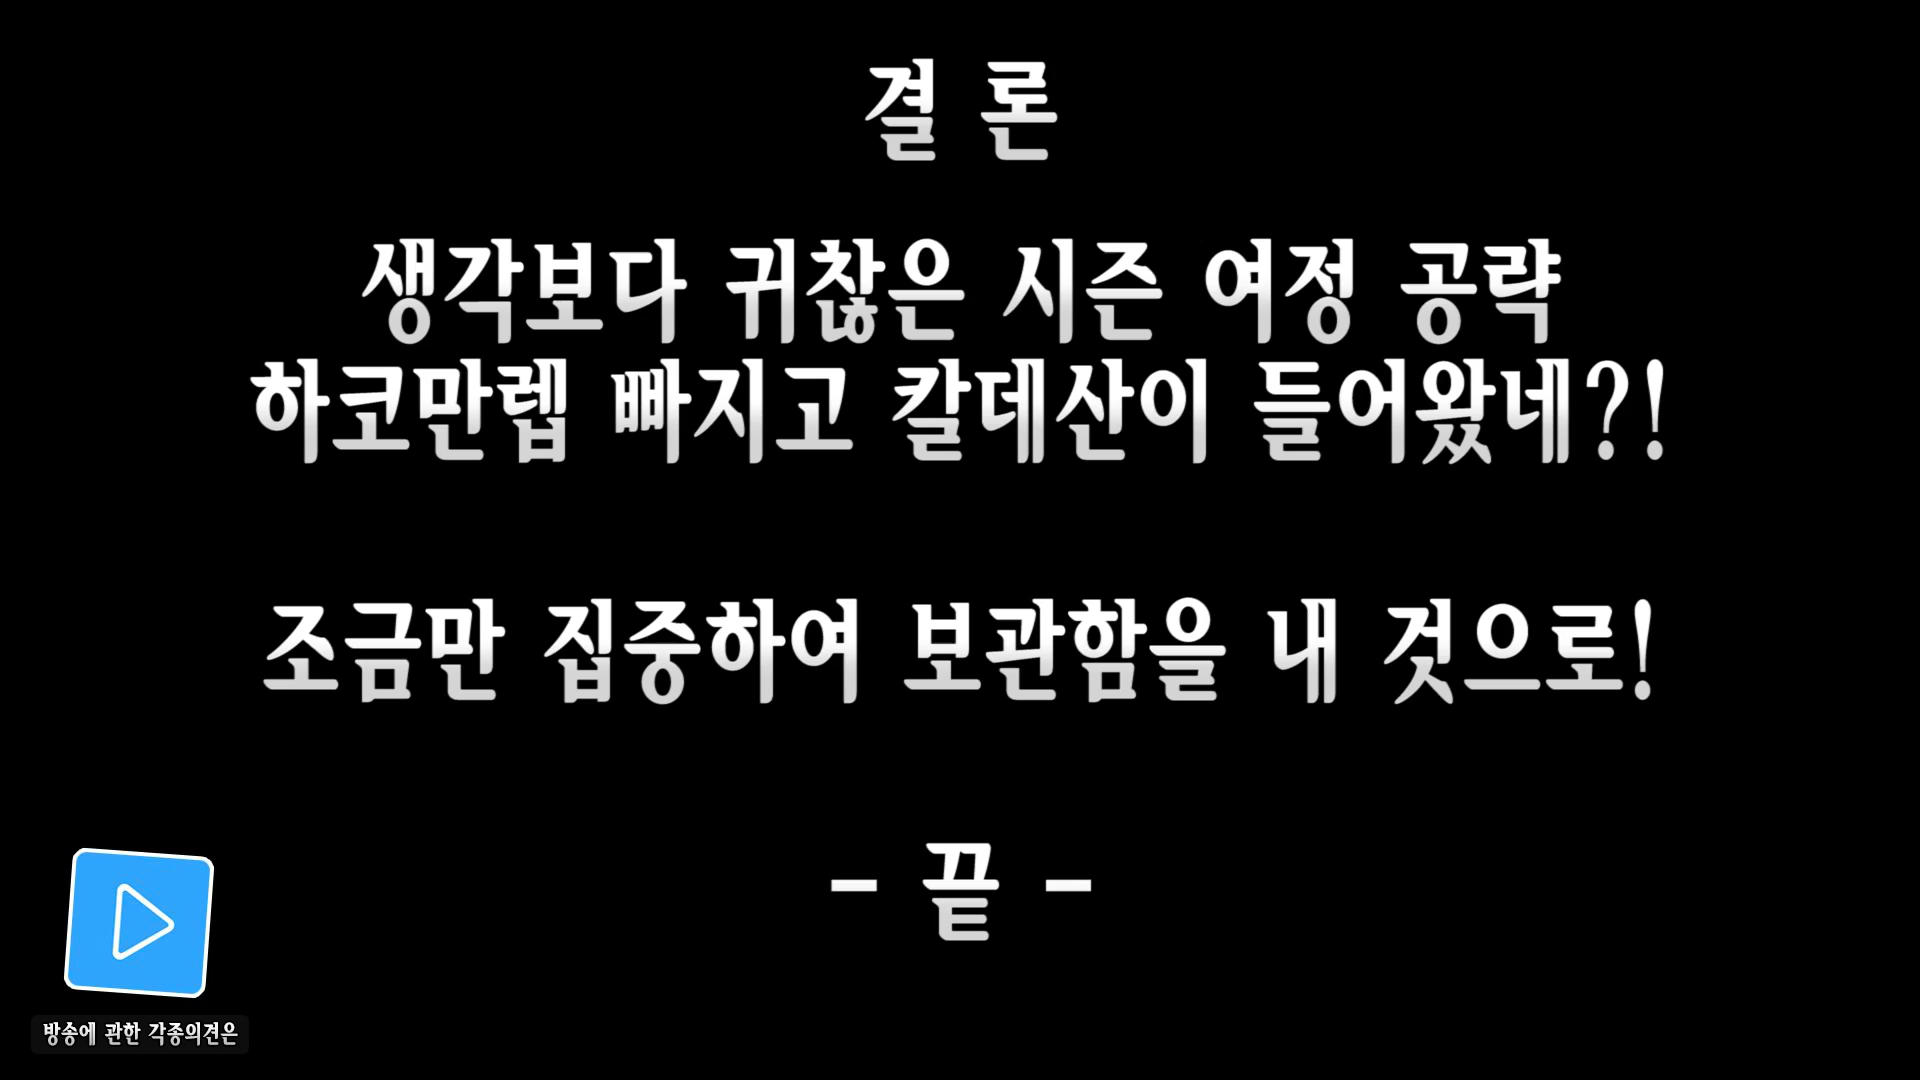 결 론
생각보다 귀찮은 시즌 여정 공략
하코만렙 빠지고 칼데산이 들어왔네?!
조금만 집중하여 보관함을 내 것으로!
- 끝 -
방송에 관한 각종의견은